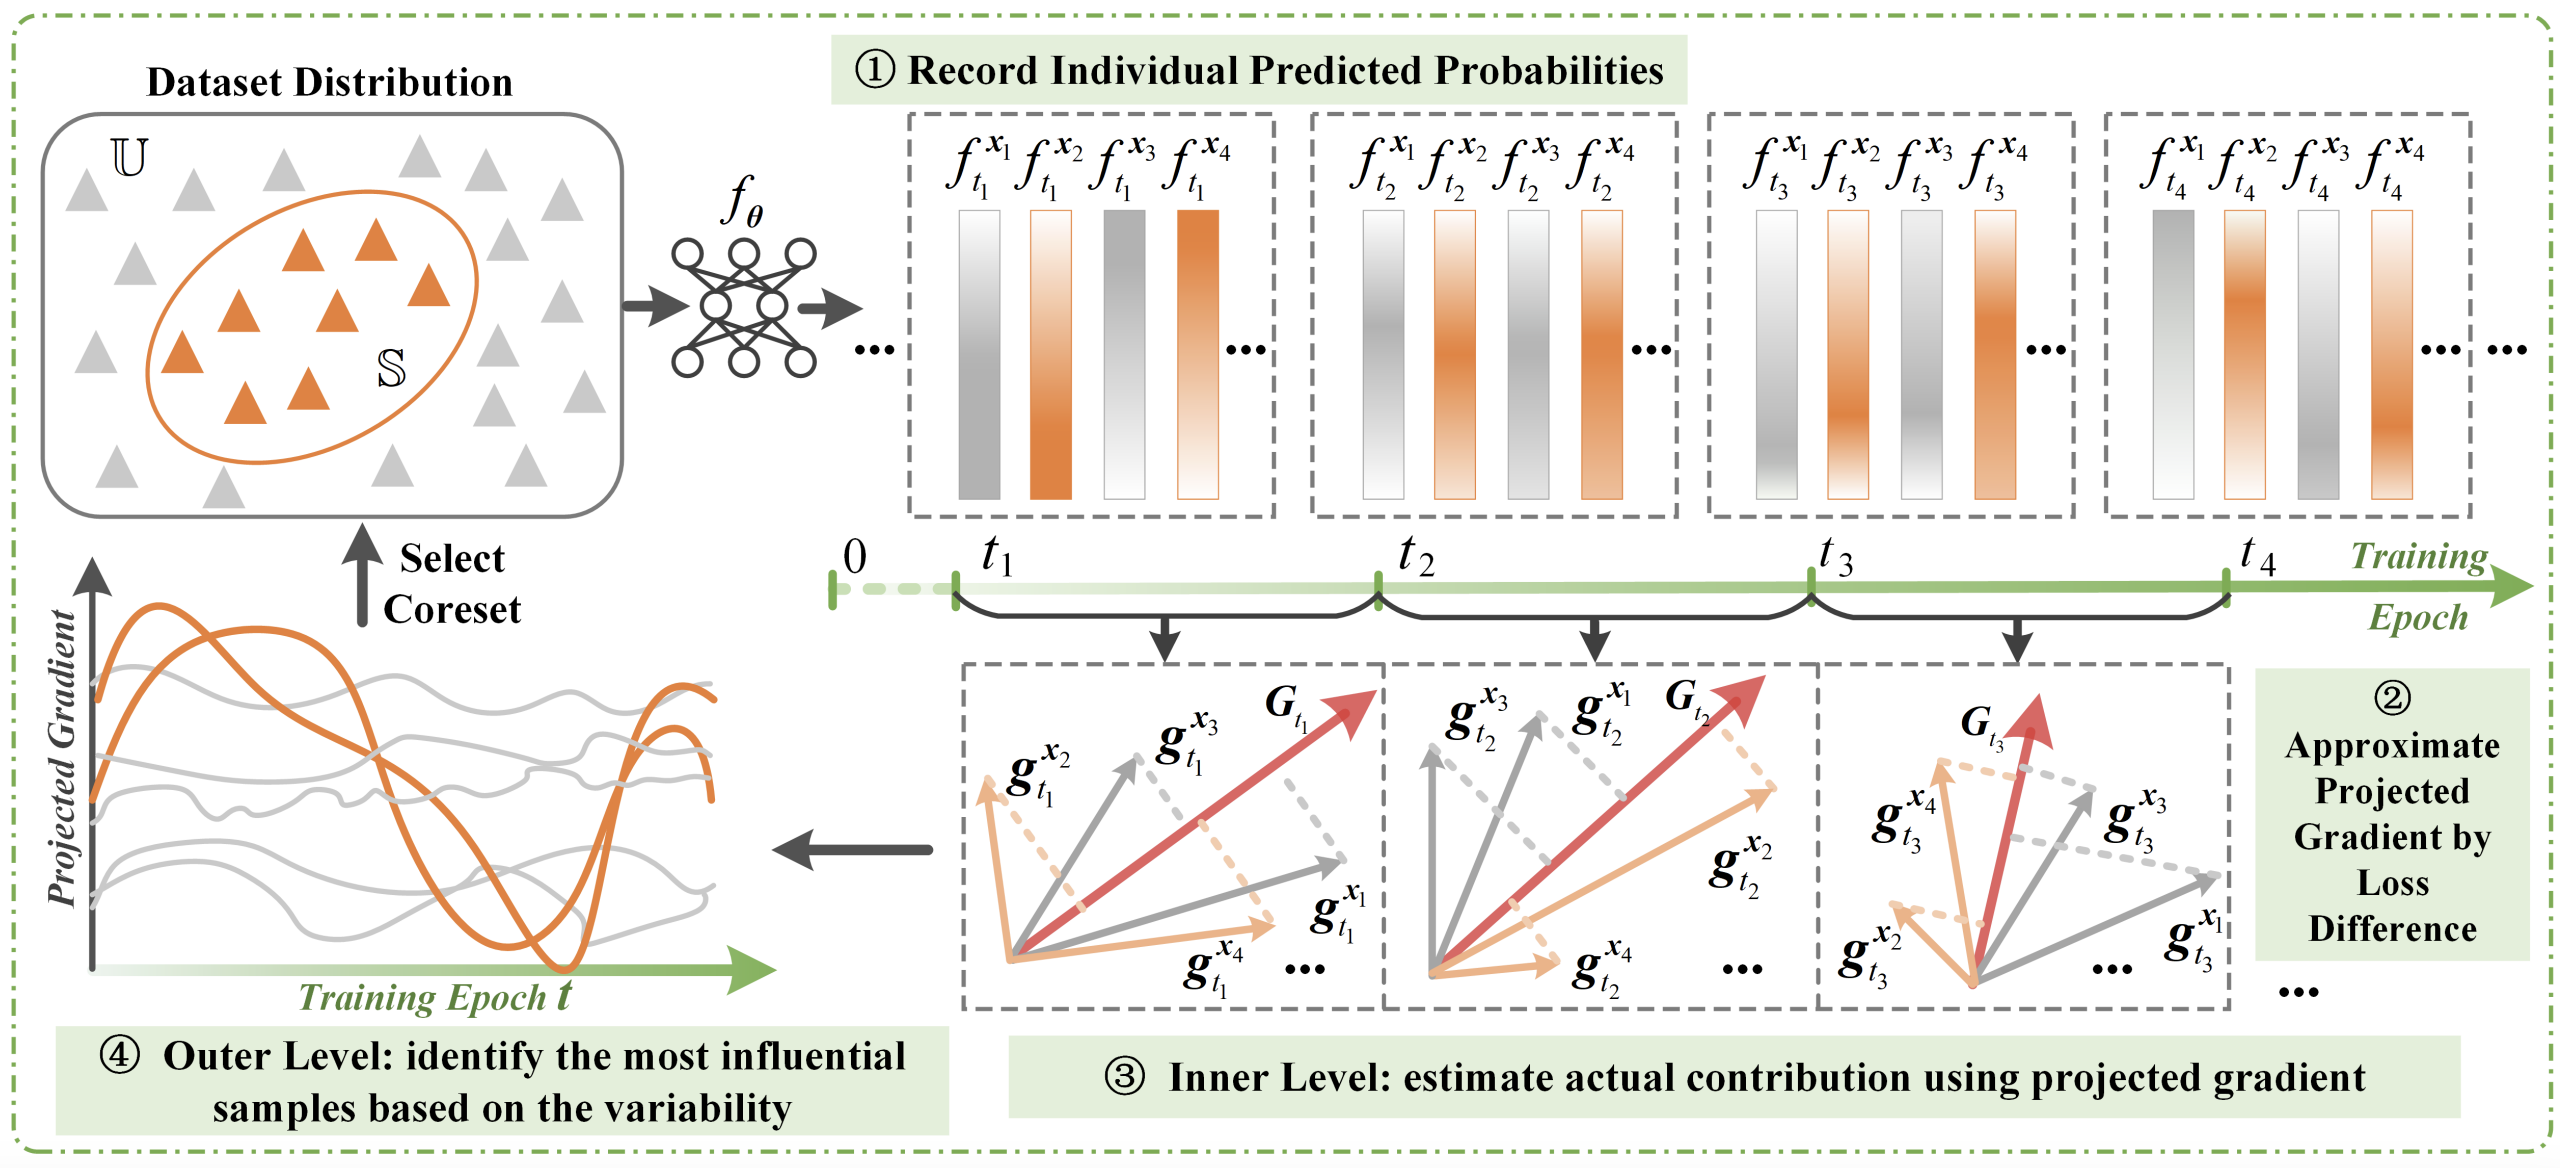 ① Record Individual Predicted Probabilities
Dataset Distribution
𝕌
𝕊
f_θ
f_{t_1}^{x_1} f_{t_1}^{x_2} f_{t_1}^{x_3} f_{t_1}^{x_4}
f_{t_2}^{x_1} f_{t_2}^{x_2} f_{t_2}^{x_3} f_{t_2}^{x_4}
f_{t_3}^{x_1} f_{t_3}^{x_2} f_{t_3}^{x_3} f_{t_3}^{x_4}
f_{t_4}^{x_1} f_{t_4}^{x_2} f_{t_4}^{x_3} f_{t_4}^{x_4}
... ... ... ... ... ...
0 t_1 t_2 t_3 t_4
Training
Epoch
Select
Coreset
Projected Gradient
Training Epoch t
G_{t_1}
g_{t_1}^{x_2}
g_{t_1}^{x_3}
g_{t_1}^{x_1}
g_{t_1}^{x_4}
...
G_{t_2}
g_{t_2}^{x_3}
g_{t_2}^{x_1}
g_{t_2}^{x_2}
g_{t_2}^{x_4}
...
G_{t_3}
g_{t_3}^{x_4}
g_{t_3}^{x_3}
g_{t_3}^{x_2}
g_{t_3}^{x_1}
...
②
Approximate
Projected
Gradient by
Loss
Difference
...
④ Outer Level: identify the most influential
samples based on the variability
③ Inner Level: estimate actual contribution using projected gradient